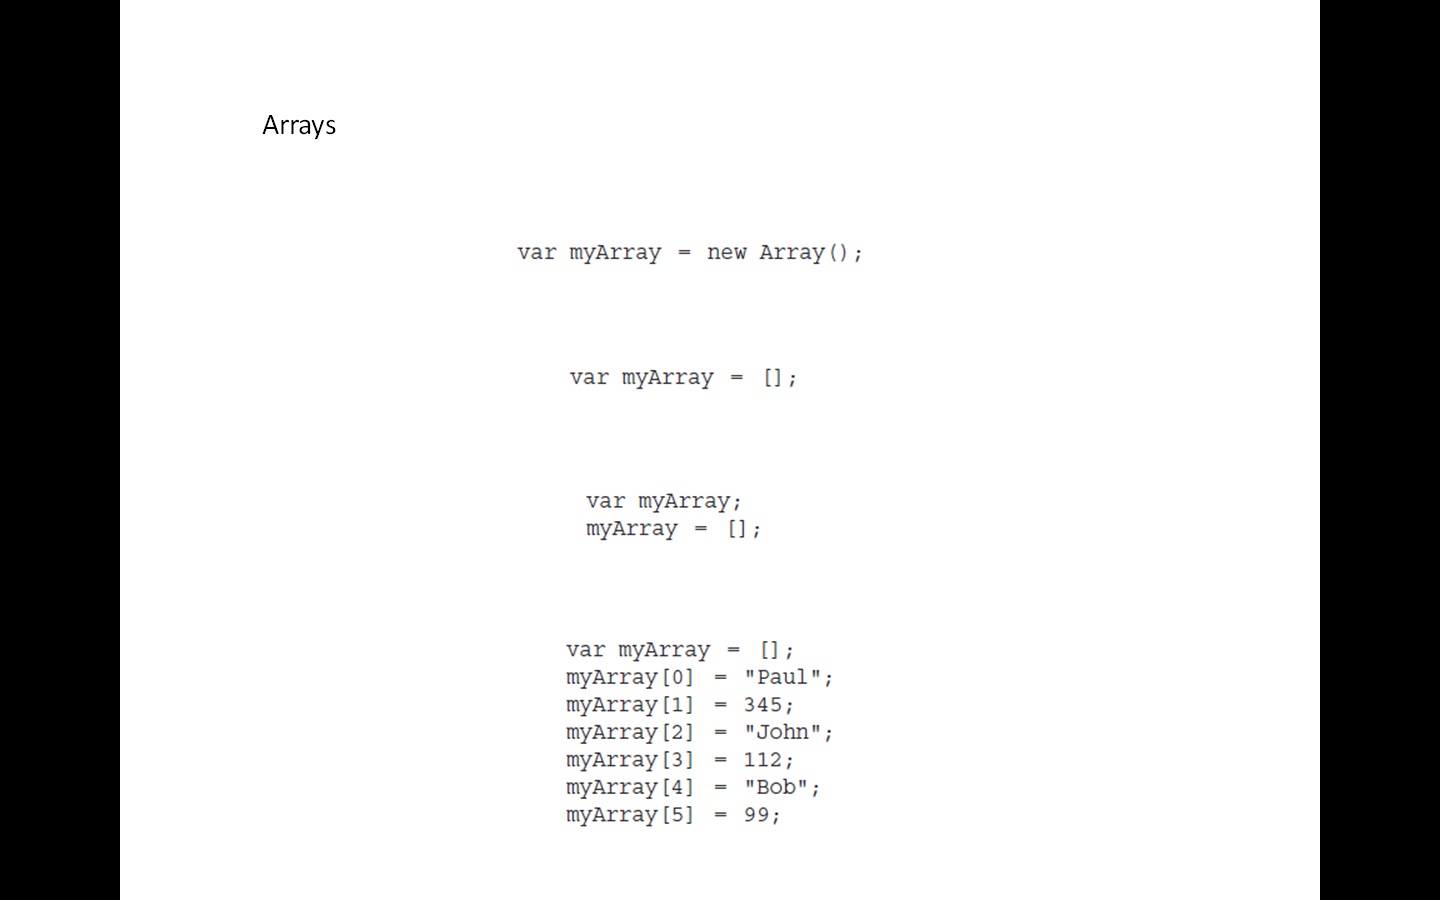 Arrays
var myArray = new Array();
var myArray = [];
var myArray;
myArray = [];
var myArray = [];
myArray[0] = "Paul";
myArray[1] = 345;
myArray[2] = "John";
myArray[3] = 112;
myArray[4] = "Bob";
myArray[5] = 99;